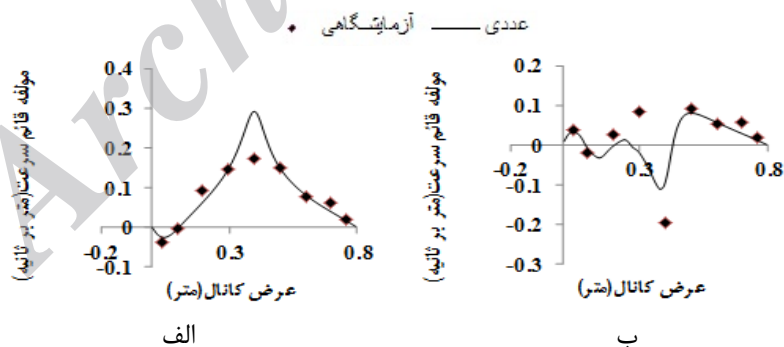 آزمایشگاهی عددی
مولفه قائم سرعت(متر بر ثانیه)
0.4
0.3
0.2
0.1
0
-0.1
-0.2 0.3 0.8
عرض کانال(متر)
الف
مولفه قائم سرعت(متر بر ثانیه)
0.2
0.1
0
-0.1
-0.2
-0.3
-0.2 0.3 0.8
عرض کانال(متر)
ب
Arch